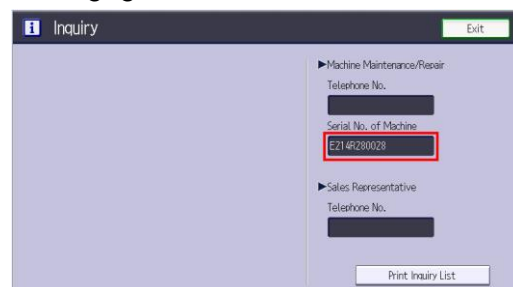 Inquiry
Exit
►Machine Maintenance/Repair
Telephone No.
Serial No. of Machine
E214R280028
►Sales Representative
Telephone No.
Print Inquiry List